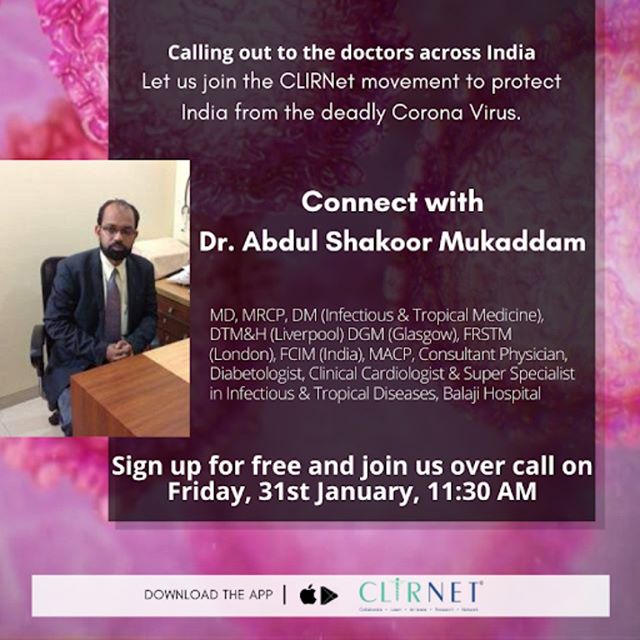 Calling out to the doctors across India
Let us join the CLIRNet movement to protect
India from the deadly Corona Virus.
Connect with
Dr. Abdul Shakoor Mukaddam
MD, MRCP, DM (Infectious & Tropical Medicine),
DTM&H (Liverpool) DGM (Glasgow), FRSTM
(London), FCIM (India), MACP, Consultant Physician,
Diabetologist, Clinical Cardiologist & Super Specialist
in Infectious & Tropical Diseases, Balaji Hospital
Sign up for free and join us over call on
Friday, 31st January, 11:30 AM
DOWNLOAD THE APP | CLIRNET